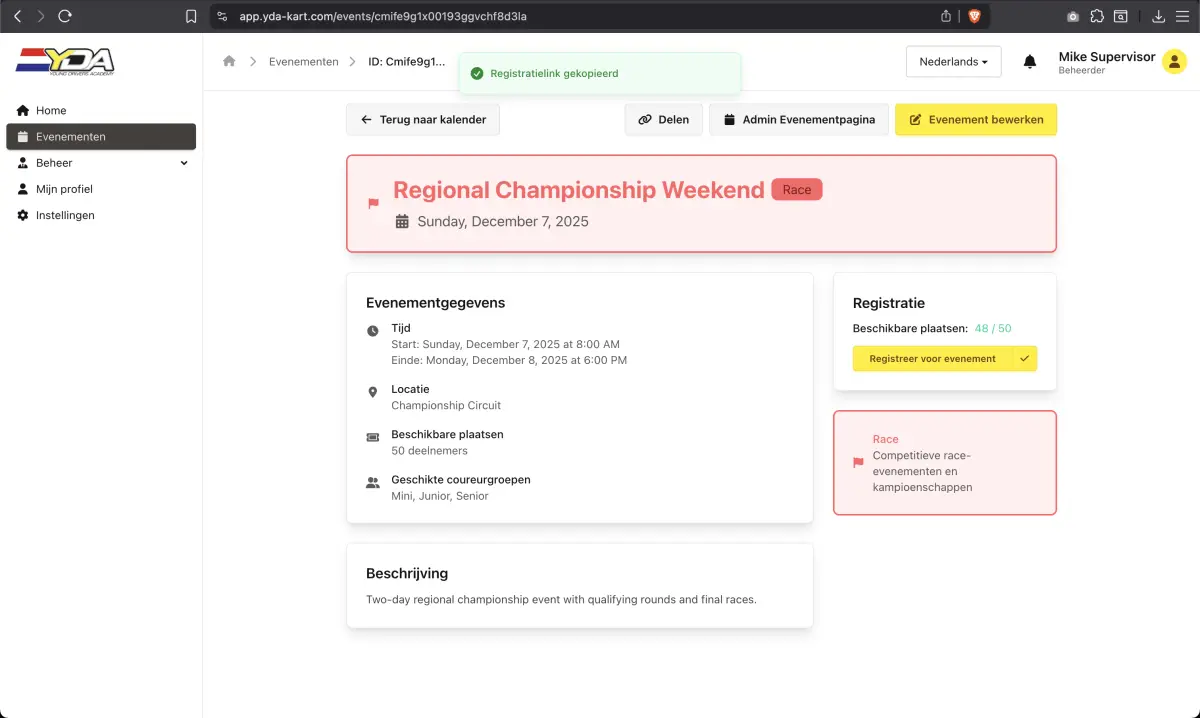 app.yda-kart.com/events/cmife9g1x00193ggvchf8d3la
YDA
YOUNG DRIVERS ACADEMY
Evenementen
ID: Cmife9g1...
Registratielink gekopieerd
Nederlands
Mike Supervisor
Beheerder
Home
Evenementen
Beheer
Mijn profiel
Instellingen
Terug naar kalender
Delen
Admin Evenementpagina
Evenement bewerken
Regional Championship Weekend
Race
Sunday, December 7, 2025
Evenementgegevens
Tijd
Start: Sunday, December 7, 2025 at 8:00 AM
Einde: Monday, December 8, 2025 at 6:00 PM
Locatie
Championship Circuit
Beschikbare plaatsen
50 deelnemers
Geschikte coureurgroepen
Mini, Junior, Senior
Registratie
Beschikbare plaatsen: 48 / 50
Registreer voor evenement
Race
Competitieve race-
evenementen en
kampioenschappen
Beschrijving
Two-day regional championship event with qualifying rounds and final races.